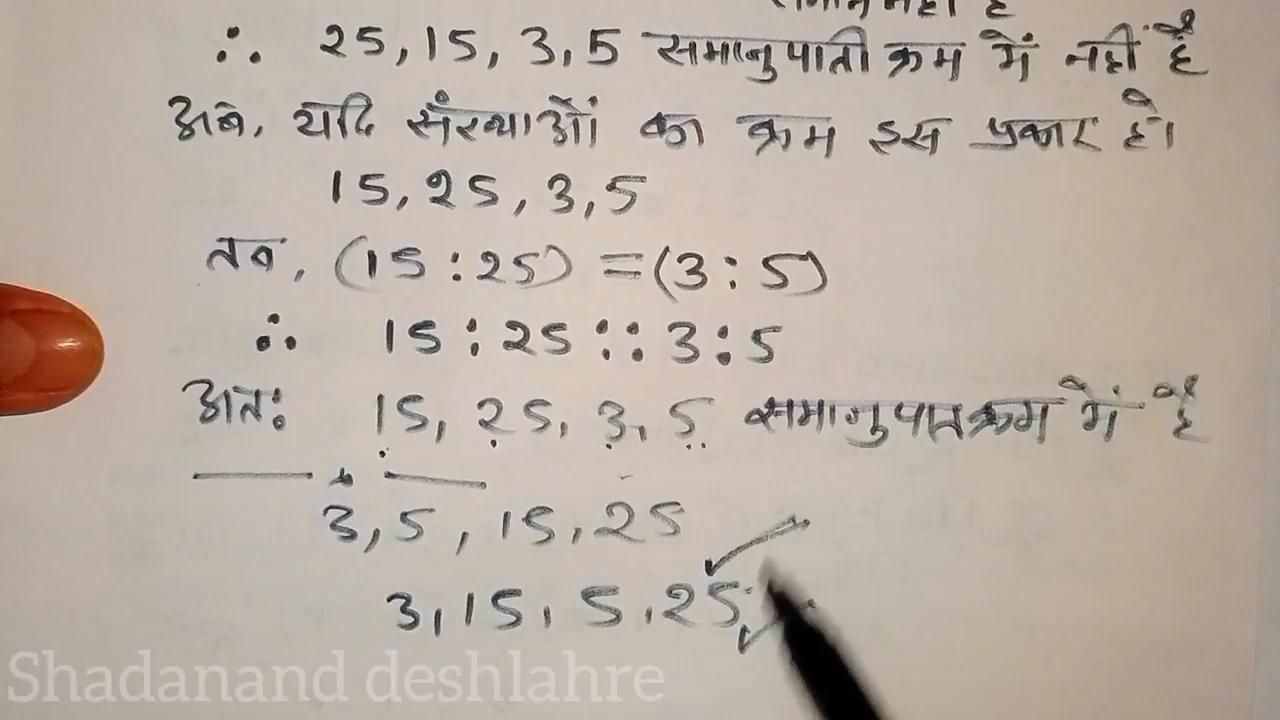 ∴ 25, 15, 3, 5 समानुपाती क्रम में नहीं है
अब, यदि संख्याओं का क्रम इस प्रकार हो
15, 25, 3, 5
तब, (15 : 25) = (3 : 5)
∴ 15 : 25 :: 3 : 5
अतः 15, 25, 3, 5 समानुपात क्रम में है
3, 5, 15, 25
3, 15, 5, 25
Shadanand deshlahre